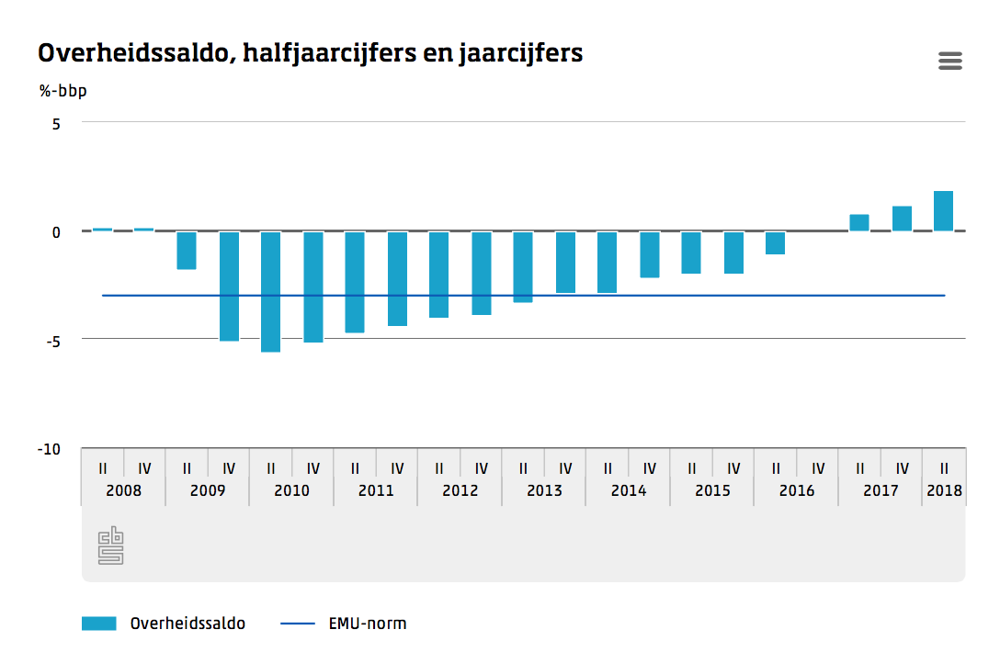 Overheidssaldo, halfjaarcijfers en jaarcijfers
%-bbp
5
0
-5
-10
II IV II IV II IV II IV II IV II IV II IV II IV II IV II IV II
2008 2009 2010 2011 2012 2013 2014 2015 2016 2017 2018
cbs
Overheidssaldo EMU-norm